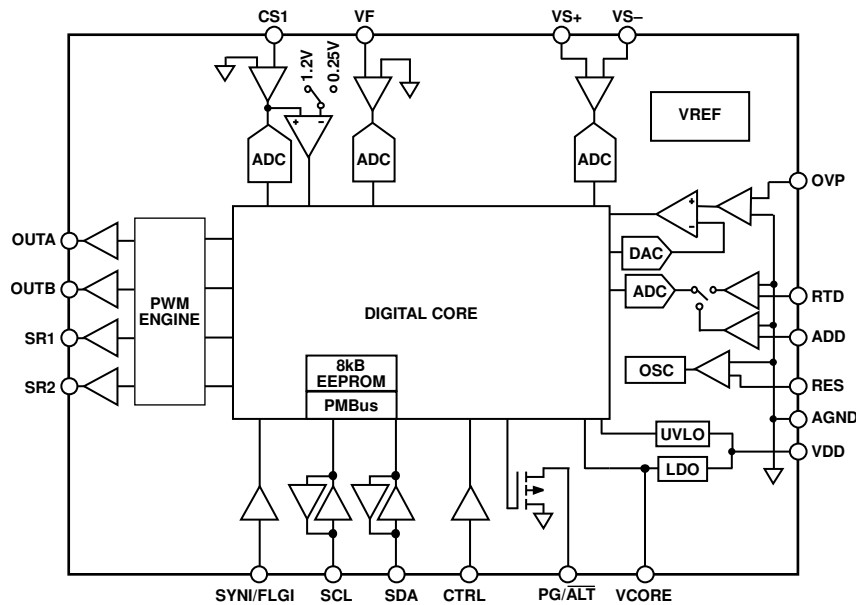 CS1
VF
VS+
VS–
1.2V
0.25V
+
–
ADC
ADC
ADC
VREF
OVP
+
–
DAC
OUTA
OUTB
SR1
SR2
PWM
ENGINE
DIGITAL CORE
ADC
RTD
ADD
8kB
EEPROM
PMBus
OSC
RES
AGND
UVLO
VDD
LDO
SYNI/FLGI
SCL
SDA
CTRL
PG/ALT
VCORE